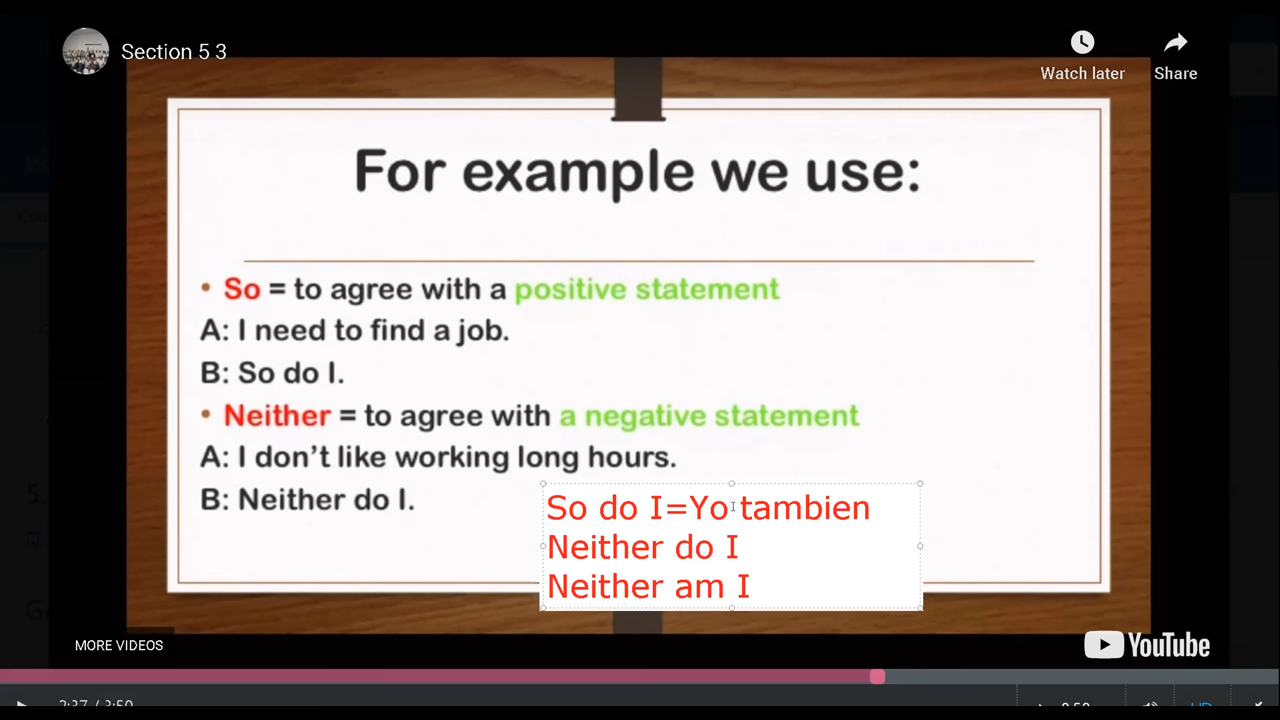 Section 5 3
Watch later
Share
For example we use:
• So = to agree with a positive statement
A: I need to find a job.
B: So do I.
• Neither = to agree with a negative statement
A: I don't like working long hours.
B: Neither do I.
So do I=Yo tambien
Neither do I
Neither am I
MORE VIDEOS
YouTube
2:37 / 3:50